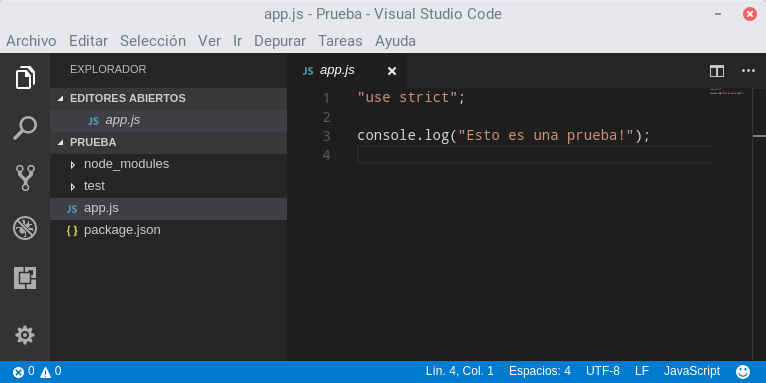 app.js - Prueba - Visual Studio Code
Archivo Editar Selección Ver Ir Depurar Tareas Ayuda
EXPLORADOR
EDITORES ABIERTOS
JS app.js
PRUEBA
node_modules
test
JS app.js
{ } package.json
JS app.js
1 "use strict";
2
3 console.log("Esto es una prueba!");
4
0 0 Lín. 4, Col. 1 Espacios: 4 UTF-8 LF JavaScript